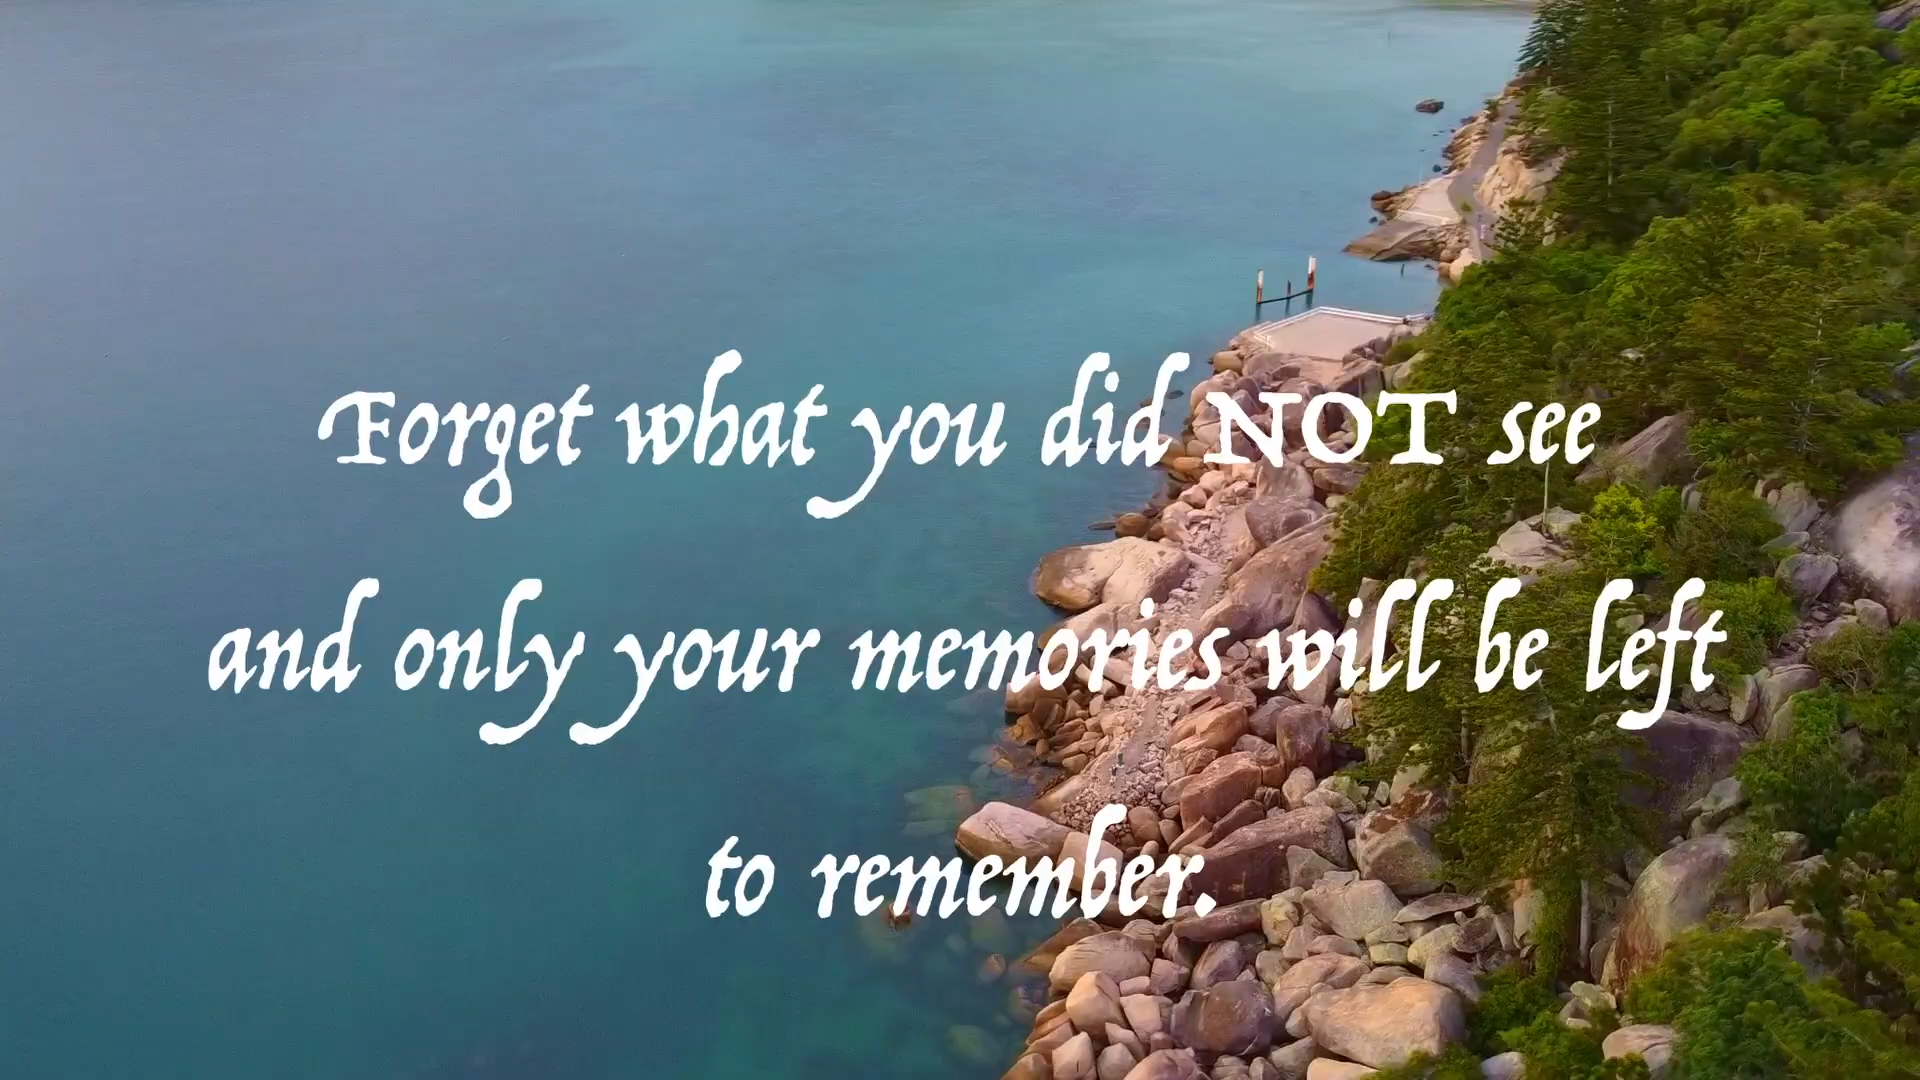 Forget what you did NOT see
and only your memories will be left
to remember.